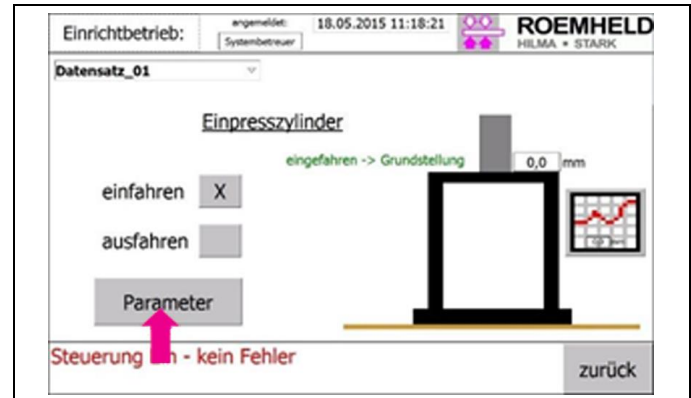 Einrichtbetrieb:
angemeldet:
Systembetreuer
18.05.2015 11:18:21
ROEMHELD
HILMA ▪ STARK
Datensatz_01
Einpresszylinder
eingefahren -> Grundstellung
0,0 mm
einfahren X
ausfahren
Parameter
Steuerung - kein Fehler
zurück